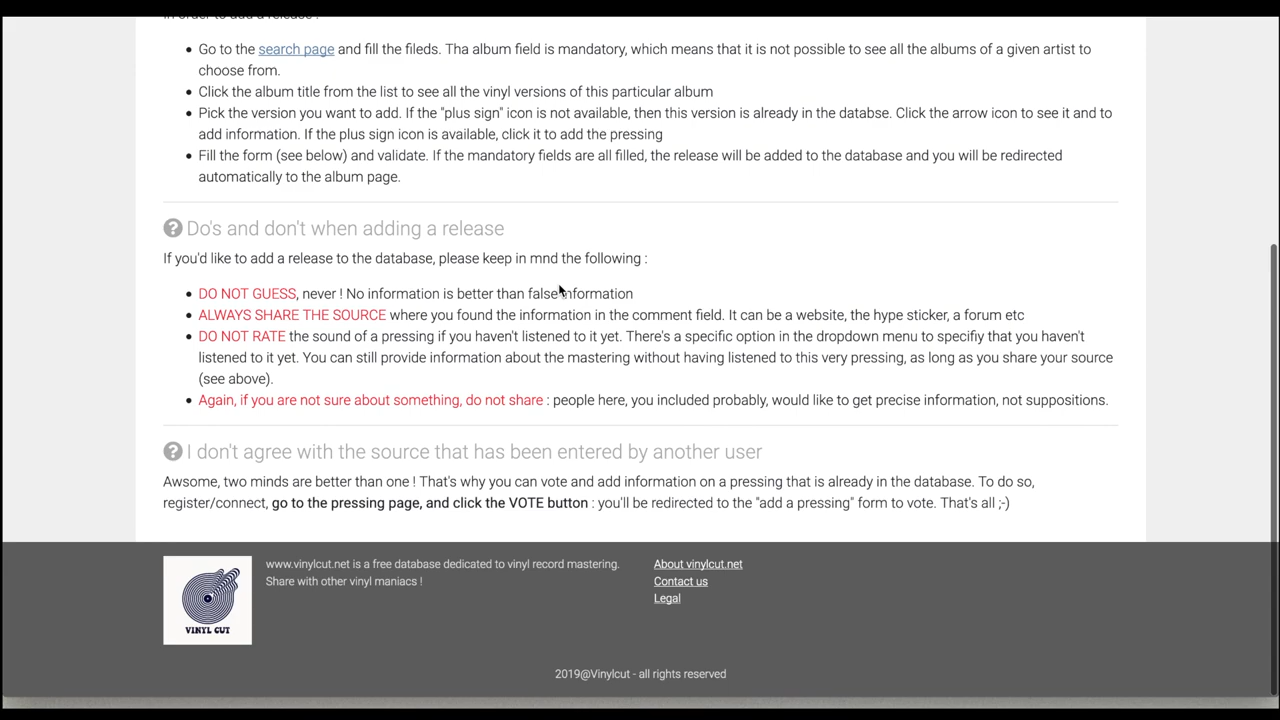 In order to add a release :
Go to the search page and fill the fileds. Tha album field is mandatory, which means that it is not possible to see all the albums of a given artist to
choose from.
Click the album title from the list to see all the vinyl versions of this particular album
Pick the version you want to add. If the "plus sign" icon is not available, then this version is already in the databse. Click the arrow icon to see it and to
add information. If the plus sign icon is available, click it to add the pressing
Fill the form (see below) and validate. If the mandatory fields are all filled, the release will be added to the database and you will be redirected
automatically to the album page.
Do's and don't when adding a release
If you'd like to add a release to the database, please keep in mnd the following :
DO NOT GUESS, never ! No information is better than false information
ALWAYS SHARE THE SOURCE where you found the information in the comment field. It can be a website, the hype sticker, a forum etc
DO NOT RATE the sound of a pressing if you haven't listened to it yet. There's a specific option in the dropdown menu to specifiy that you haven't
listened to it yet. You can still provide information about the mastering without having listened to this very pressing, as long as you share your source
(see above).
Again, if you are not sure about something, do not share : people here, you included probably, would like to get precise information, not suppositions.
I don't agree with the source that has been entered by another user
Awsome, two minds are better than one ! That's why you can vote and add information on a pressing that is already in the database. To do so,
register/connect, go to the pressing page, and click the VOTE button : you'll be redirected to the "add a pressing" form to vote. That's all ;-)
VINYL CUT
www.vinylcut.net is a free database dedicated to vinyl record mastering.
Share with other vinyl maniacs !
About vinylcut.net
Contact us
Legal
2019@Vinylcut - all rights reserved